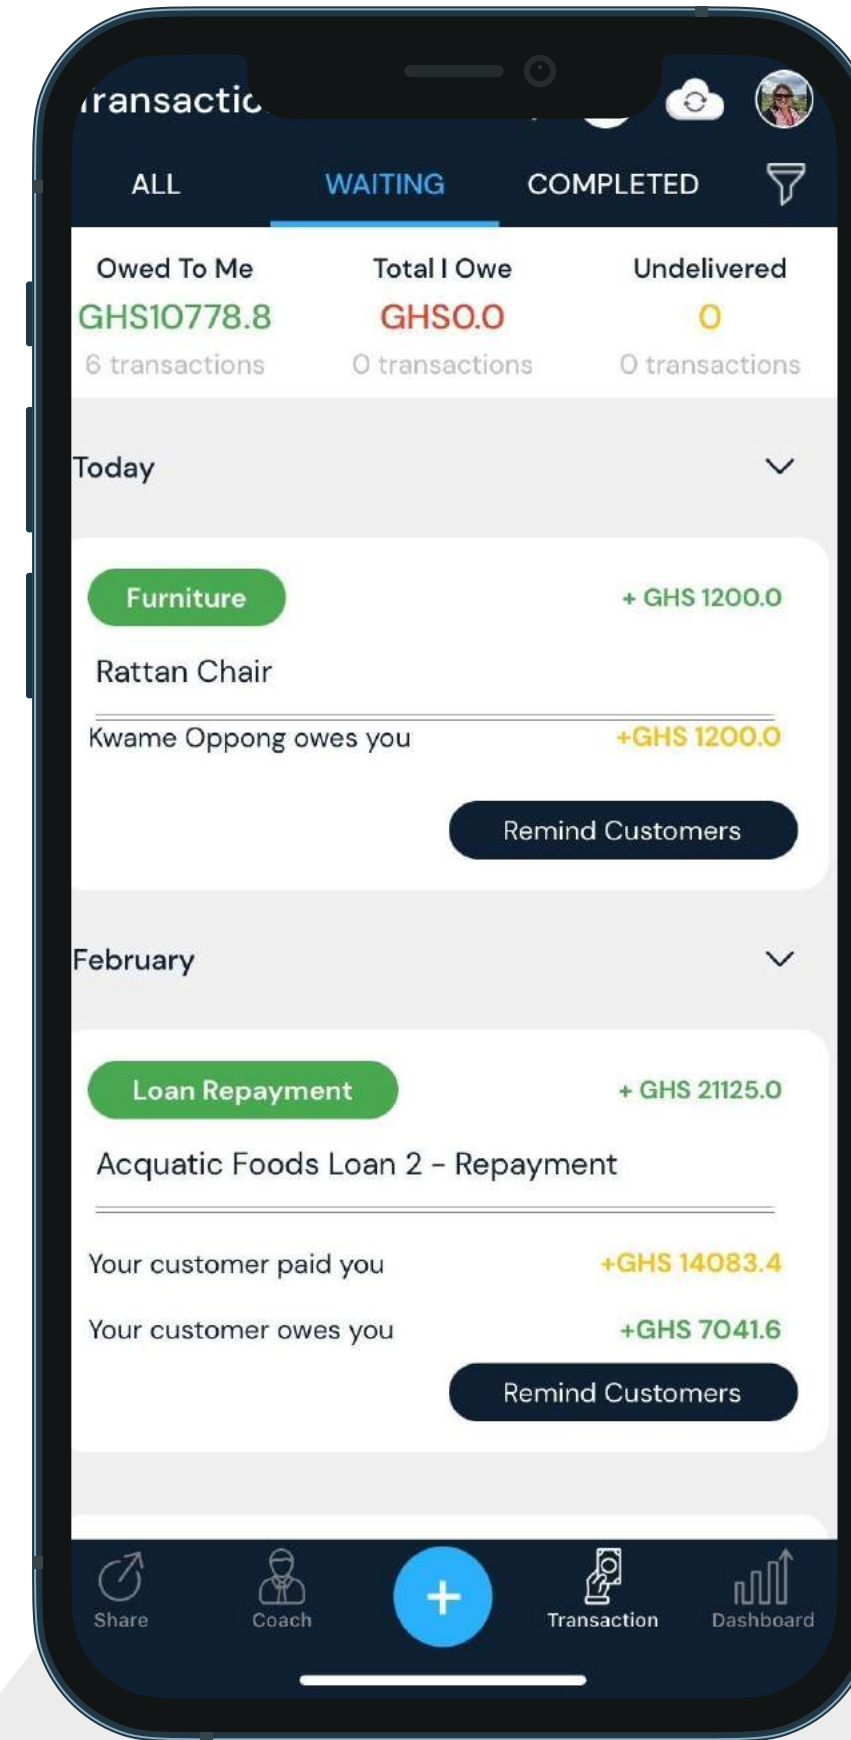 Transactio
ALL WAITING COMPLETED
Owed To Me Total I Owe Undelivered
GHS10778.8 GHS0.0 0
6 transactions 0 transactions 0 transactions
Today
Furniture + GHS 1200.0
Rattan Chair
Kwame Oppong owes you +GHS 1200.0
Remind Customers
February
Loan Repayment + GHS 21125.0
Acquatic Foods Loan 2 - Repayment
Your customer paid you +GHS 14083.4
Your customer owes you +GHS 7041.6
Remind Customers
Share Coach + Transaction Dashboard